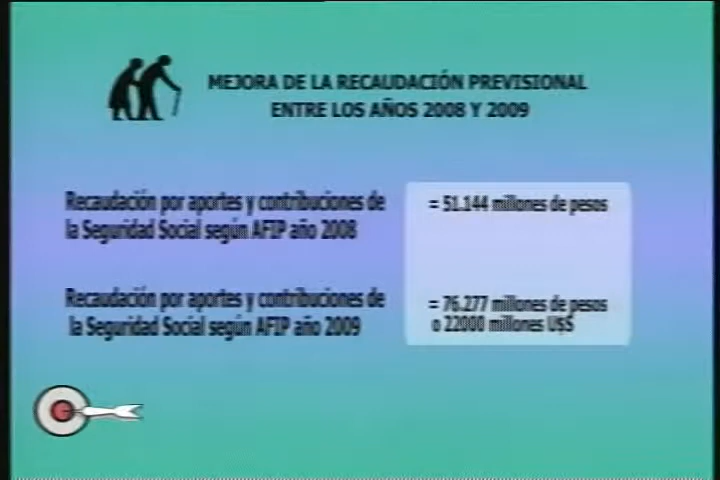 MEJORA DE LA RECAUDACIÓN PREVISIONAL
ENTRE LOS AÑOS 2008 Y 2009
Recaudación por aportes y contribuciones de
la Seguridad Social según AFIP año 2008
= 51.144 millones de pesos
Recaudación por aportes y contribuciones de
la Seguridad Social según AFIP año 2009
= 76.277 millones de pesos
o 22000 millones U$S